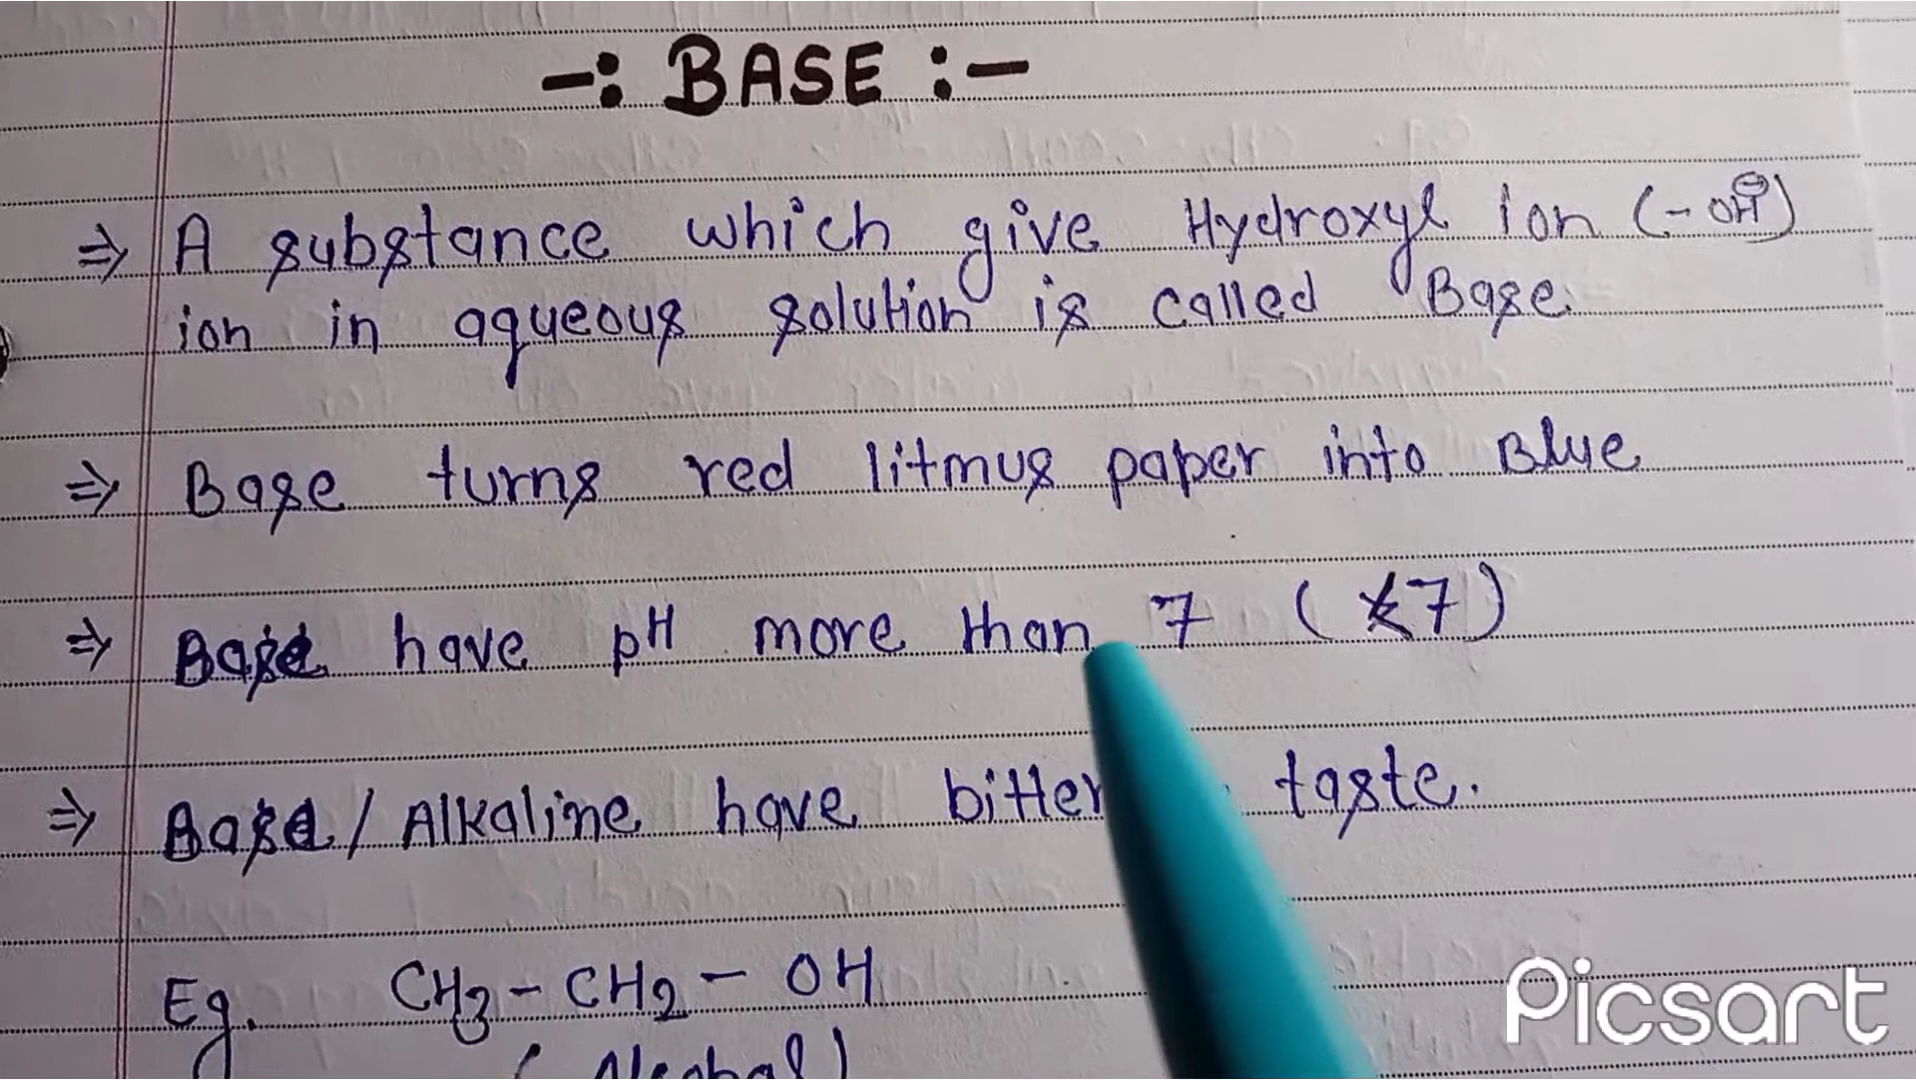 -: BASE :-
⇒ A substance which give Hydroxyl ion (-OH⊖)
ion in aqueous solution is called Base.
⇒ Base turns red litmus paper into Blue
⇒ Base have pH more than 7 (<7)
⇒ Base / Alkaline have bitter taste.
Eg. CH3-CH2-OH
(Alcohol)
Picsart